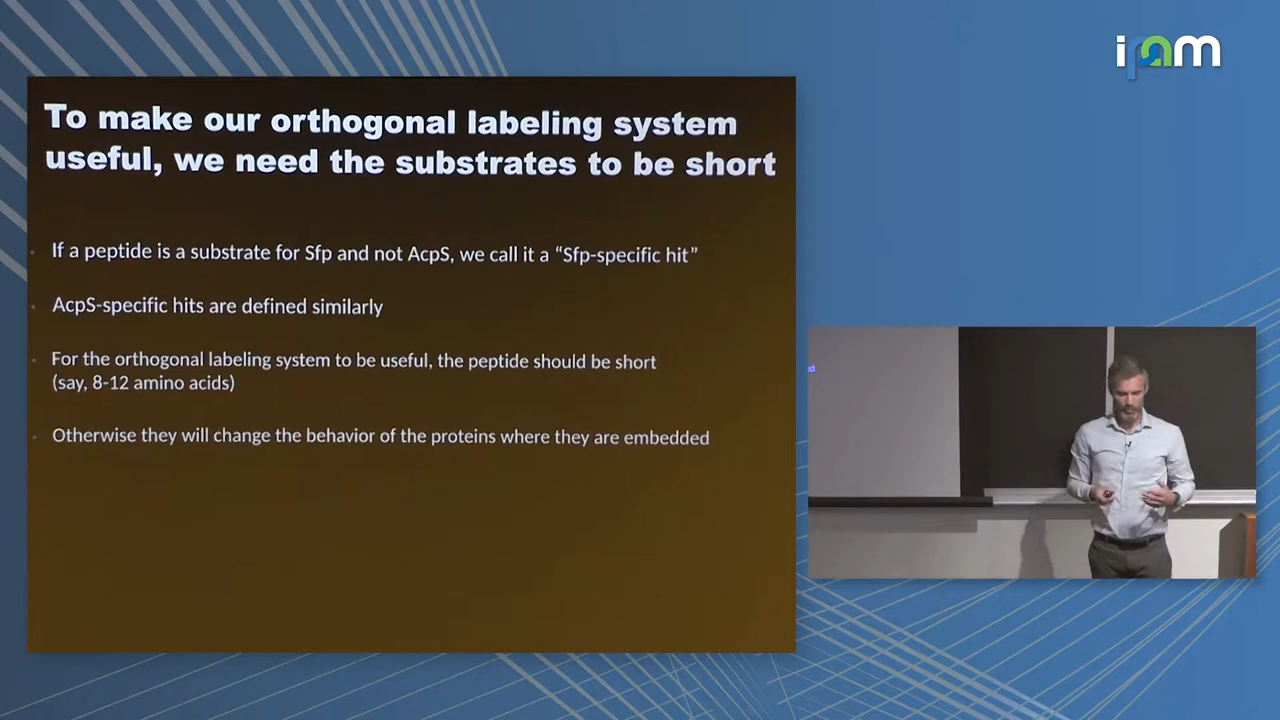 ipam
To make our orthogonal labeling system
useful, we need the substrates to be short
If a peptide is a substrate for Sfp and not AcpS, we call it a “Sfp-specific hit”
AcpS-specific hits are defined similarly
For the orthogonal labeling system to be useful, the peptide should be short
(say, 8-12 amino acids)
Otherwise they will change the behavior of the proteins where they are embedded